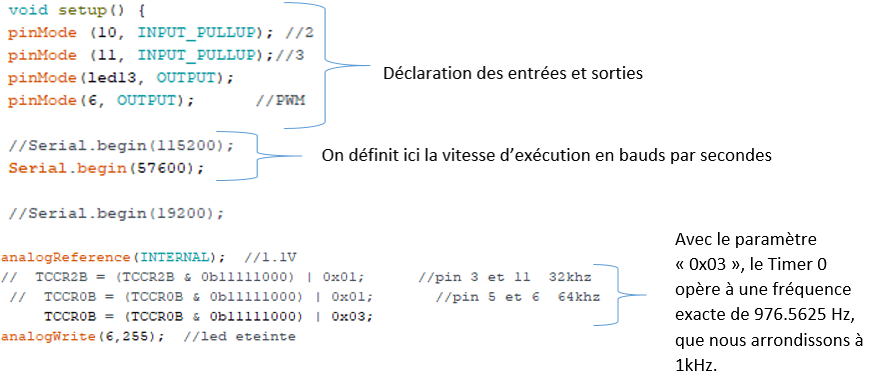 void setup() {
pinMode (10, INPUT_PULLUP); //2
pinMode (11, INPUT_PULLUP);//3
pinMode(led13, OUTPUT);
pinMode(6, OUTPUT); //PWM
Déclaration des entrées et sorties
//Serial.begin(115200);
Serial.begin(57600);
On définit ici la vitesse d’exécution en bauds par secondes
//Serial.begin(19200);
analogReference(INTERNAL); //1.1V
// TCCR2B = (TCCR2B & 0b11111000) | 0x01; //pin 3 et 11 32khz
// TCCR0B = (TCCR0B & 0b11111000) | 0x01; //pin 5 et 6 64khz
TCCR0B = (TCCR0B & 0b11111000) | 0x03;
analogWrite(6,255); //led eteinte
Avec le paramètre
« 0x03 », le Timer 0
opère à une fréquence
exacte de 976.5625 Hz,
que nous arrondissons à
1kHz.